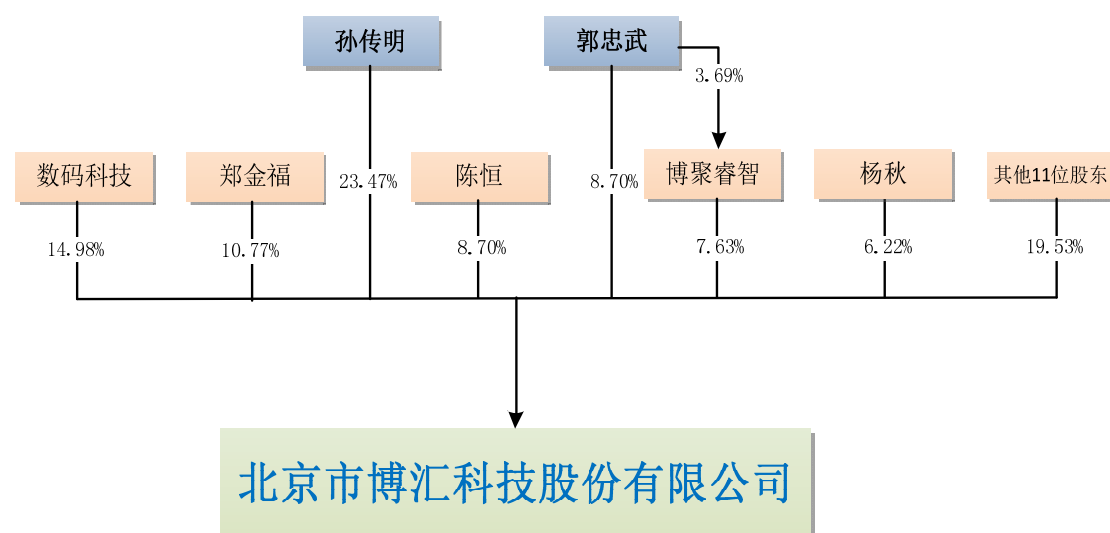 孙传明
郭忠武
3.69%
数码科技
郑金福
陈恒
博聚睿智
杨秋
其他11位股东
23.47%
8.70%
14.98%
10.77%
8.70%
7.63%
6.22%
19.53%
北京市博汇科技股份有限公司